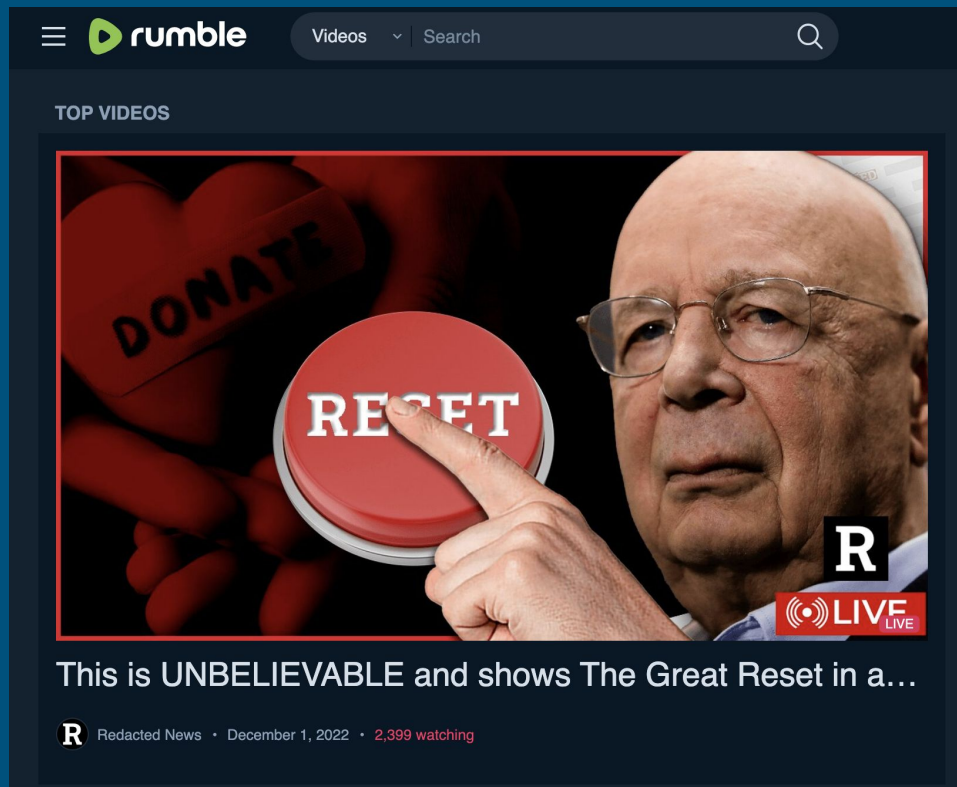 rumble
Videos
Search
TOP VIDEOS
DONATE
RESET
R
LIVE
LIVE
This is UNBELIEVABLE and shows The Great Reset in a...
R
Redacted News • December 1, 2022 • 2,399 watching